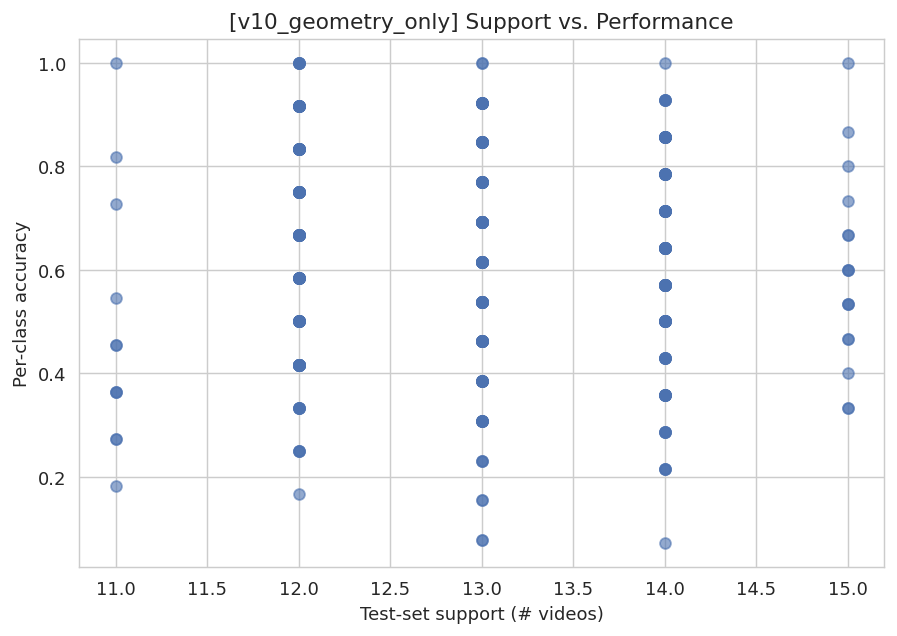 [v10_geometry_only] Support vs. Performance
Per-class accuracy
1.0
0.8
0.6
0.4
0.2
11.0 11.5 12.0 12.5 13.0 13.5 14.0 14.5 15.0
Test-set support (# videos)